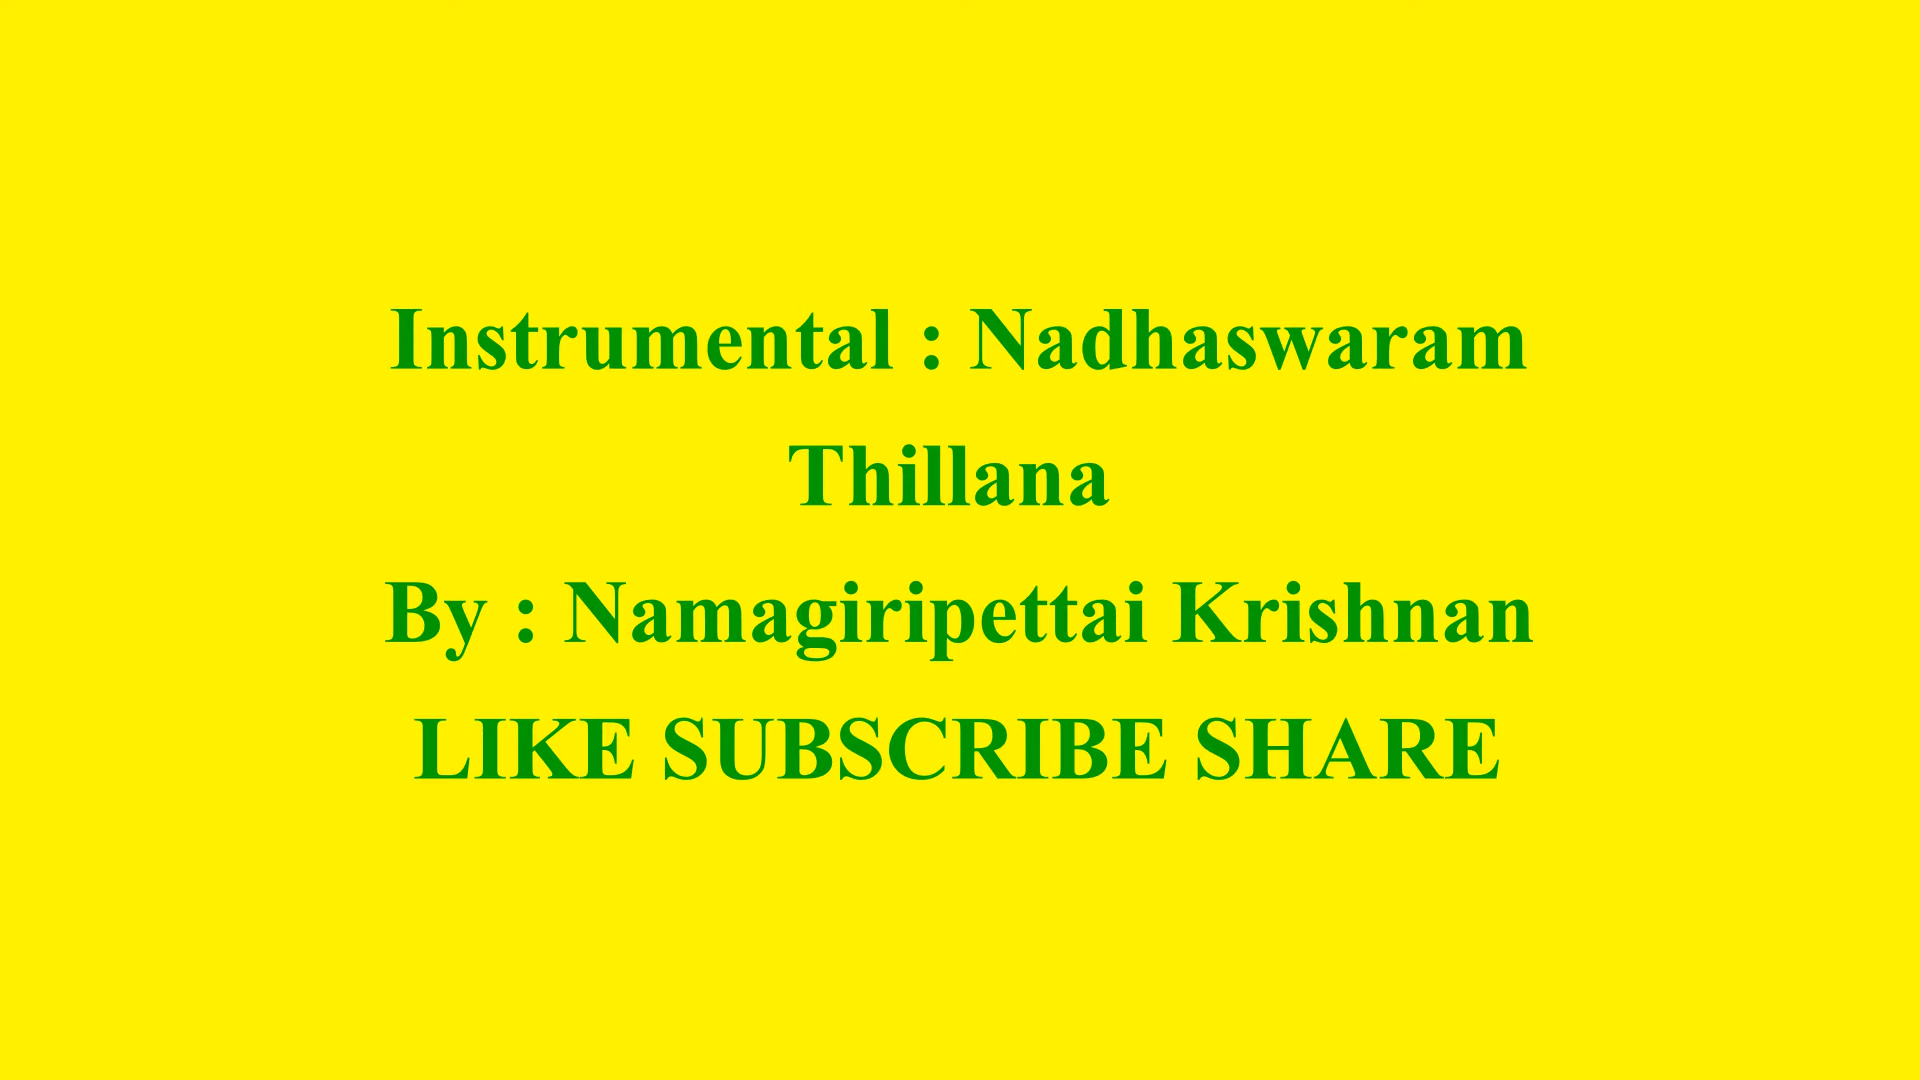 Instrumental : Nadhaswaram
Thillana
By : Namagiripettai Krishnan
LIKE SUBSCRIBE SHARE